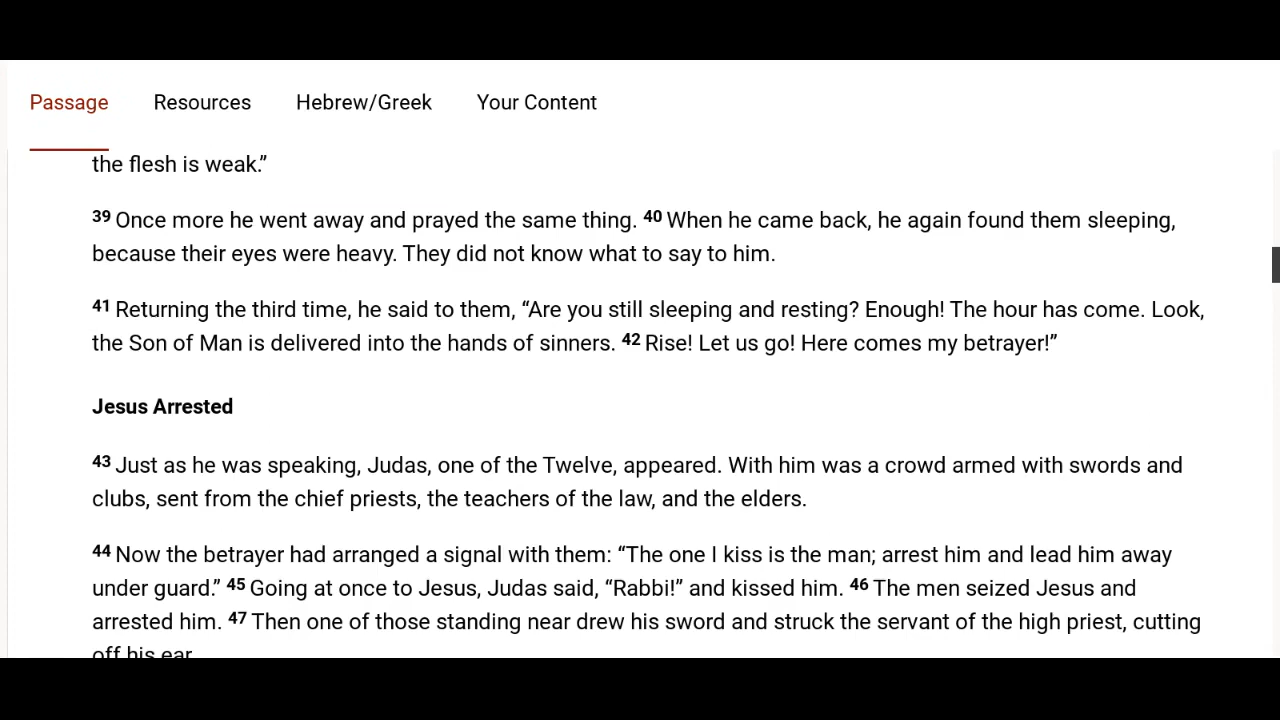 Passage Resources Hebrew/Greek Your Content
the flesh is weak.”
39 Once more he went away and prayed the same thing. 40 When he came back, he again found them sleeping,
because their eyes were heavy. They did not know what to say to him.
41 Returning the third time, he said to them, “Are you still sleeping and resting? Enough! The hour has come. Look,
the Son of Man is delivered into the hands of sinners. 42 Rise! Let us go! Here comes my betrayer!”
Jesus Arrested
43 Just as he was speaking, Judas, one of the Twelve, appeared. With him was a crowd armed with swords and
clubs, sent from the chief priests, the teachers of the law, and the elders.
44 Now the betrayer had arranged a signal with them: “The one I kiss is the man; arrest him and lead him away
under guard.” 45 Going at once to Jesus, Judas said, “Rabbi!” and kissed him. 46 The men seized Jesus and
arrested him. 47 Then one of those standing near drew his sword and struck the servant of the high priest, cutting
off his ear.